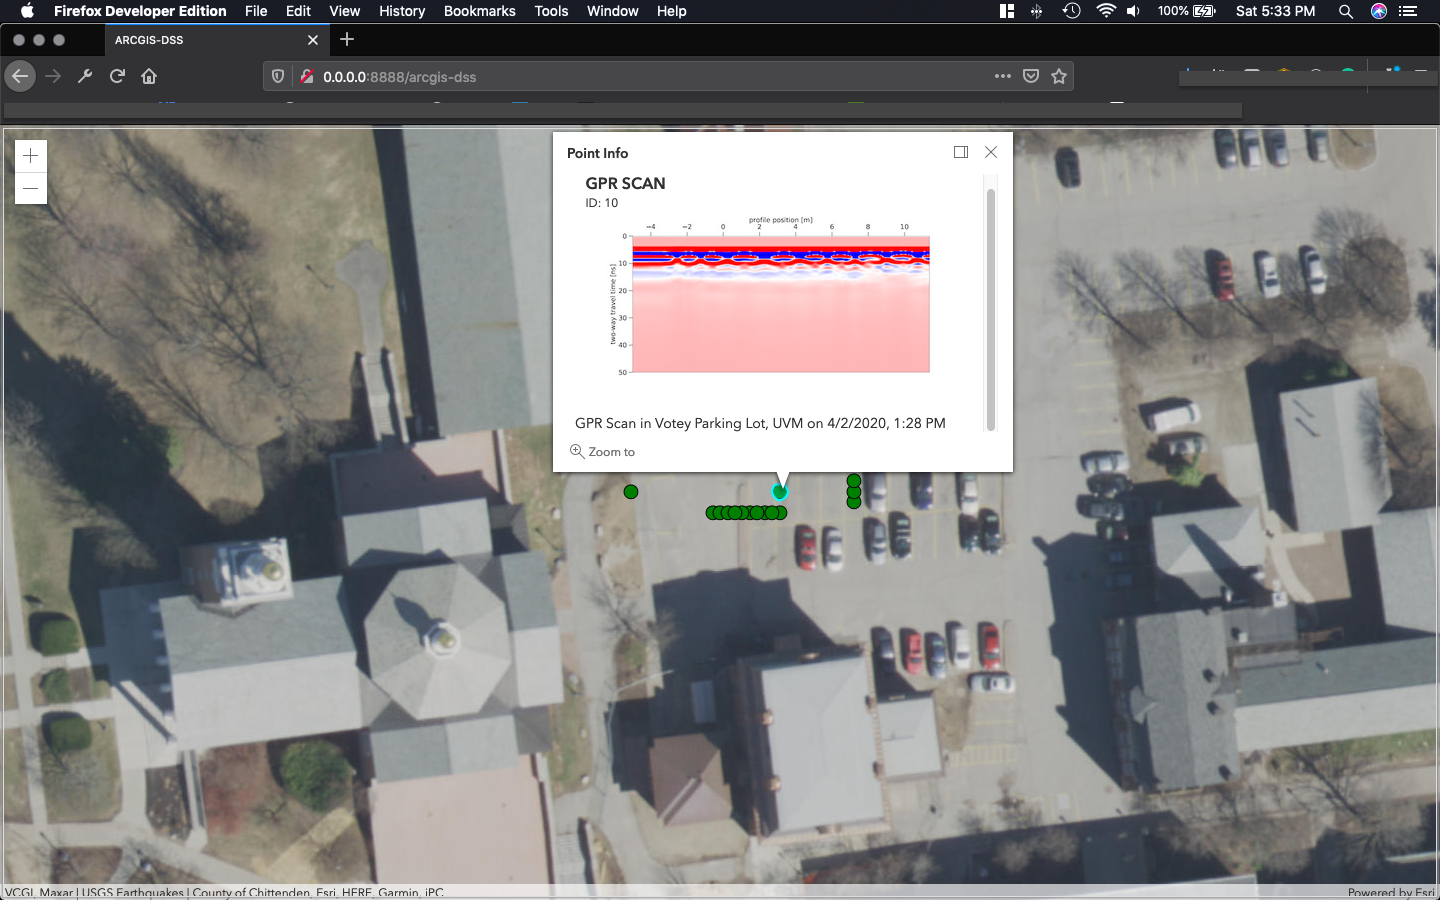 Firefox Developer Edition File Edit View History Bookmarks Tools Window Help 100% Sat 5:33 PM
ARCGIS-DSS
0.0.0.0:8888/arcgis-dss
Point Info
GPR SCAN
ID: 10
profile position [m]
−4 −2 0 2 4 6 8 10
two-way travel time [ns]
0
10
20
30
40
50
GPR Scan in Votey Parking Lot, UVM on 4/2/2020, 1:28 PM
Zoom to
VCGI, Maxar | USGS Earthquakes | County of Chittenden, Esri, HERE, Garmin, iPC
Powered by Esri